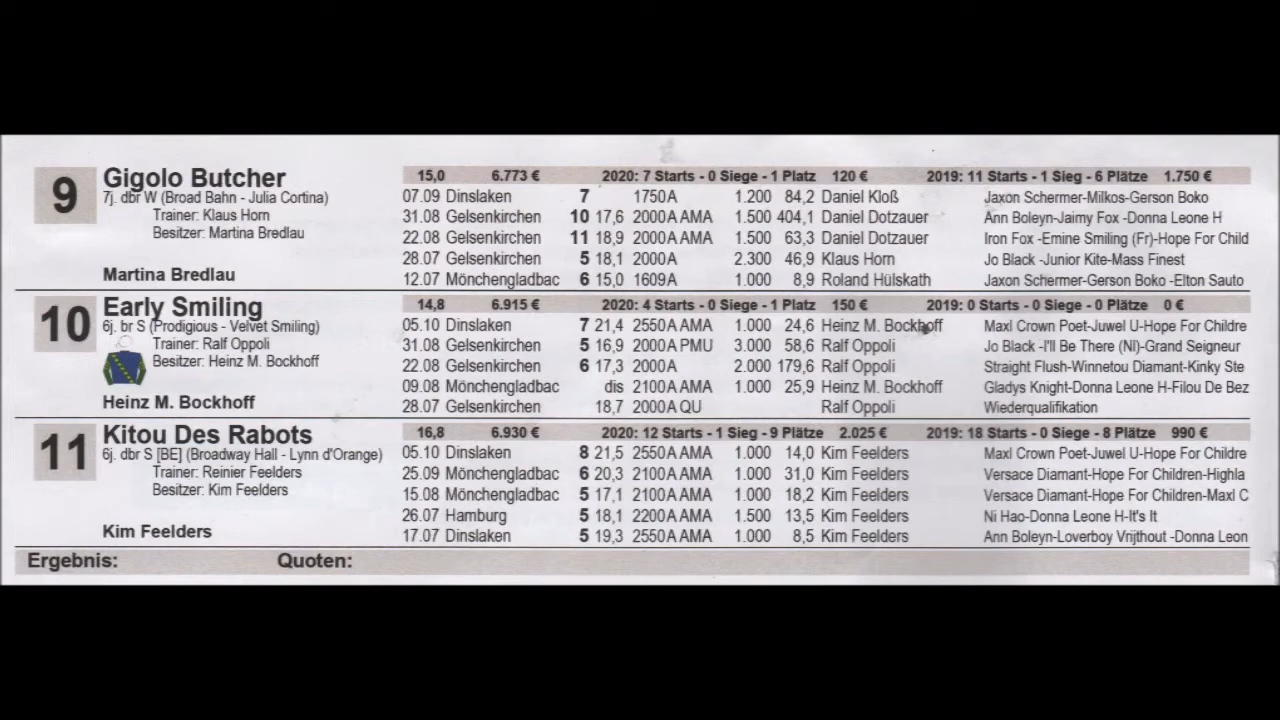 9 Gigolo Butcher 15,0 6.773 € 2020: 7 Starts - 0 Siege - 1 Platz 120 € 2019: 11 Starts - 1 Sieg - 6 Plätze 1.750 €
7j. dbr W (Broad Bahn - Julia Cortina) 07.09 Dinslaken 7 1750A 1.200 84,2 Daniel Kloß Jaxon Schermer-Milkos-Gerson Boko
Trainer: Klaus Horn 31.08 Gelsenkirchen 10 17,6 2000A AMA 1.500 404,1 Daniel Dotzauer Ann Boleyn-Jaimy Fox -Donna Leone H
Besitzer: Martina Bredlau 22.08 Gelsenkirchen 11 18,9 2000A AMA 1.500 63,3 Daniel Dotzauer Iron Fox -Emine Smiling (Fr)-Hope For Child
28.07 Gelsenkirchen 5 18,1 2000A 2.300 46,9 Klaus Horn Jo Black -Junior Kite-Mass Finest
Martina Bredlau 12.07 Mönchengladbac 6 15,0 1609A 1.000 8,9 Roland Hülskath Jaxon Schermer-Gerson Boko -Elton Sauto
10 Early Smiling 14,8 6.915 € 2020: 4 Starts - 0 Siege - 1 Platz 150 € 2019: 0 Starts - 0 Siege - 0 Plätze 0 €
6j. br S (Prodigious - Velvet Smiling) 05.10 Dinslaken 7 21,4 2550A AMA 1.000 24,6 Heinz M. Bockhoff Maxl Crown Poet-Juwel U-Hope For Childre
Trainer: Ralf Oppoli 31.08 Gelsenkirchen 5 16,9 2000A PMU 3.000 58,6 Ralf Oppoli Jo Black -I'll Be There (Nl)-Grand Seigneur
Besitzer: Heinz M. Bockhoff 22.08 Gelsenkirchen 6 17,3 2000A 2.000 179,6 Ralf Oppoli Straight Flush-Winnetou Diamant-Kinky Ste
09.08 Mönchengladbac dis 2100A AMA 1.000 25,9 Heinz M. Bockhoff Gladys Knight-Donna Leone H-Filou De Bez
Heinz M. Bockhoff 28.07 Gelsenkirchen 18,7 2000A QU Ralf Oppoli Wiederqualifikation
11 Kitou Des Rabots 16,8 6.930 € 2020: 12 Starts - 1 Sieg - 9 Plätze 2.025 € 2019: 18 Starts - 0 Siege - 8 Plätze 990 €
6j. dbr S [BE] (Broadway Hall - Lynn d'Orange) 05.10 Dinslaken 8 21,5 2550A AMA 1.000 14,0 Kim Feelders Maxl Crown Poet-Juwel U-Hope For Childre
Trainer: Reinier Feelders 25.09 Mönchengladbac 6 20,3 2100A AMA 1.000 31,0 Kim Feelders Versace Diamant-Hope For Children-Highla
Besitzer: Kim Feelders 15.08 Mönchengladbac 5 17,1 2100A AMA 1.000 18,2 Kim Feelders Versace Diamant-Hope For Children-Maxl C
26.07 Hamburg 5 18,1 2200A AMA 1.500 13,5 Kim Feelders Ni Hao-Donna Leone H-It's It
Kim Feelders 17.07 Dinslaken 5 19,3 2550A AMA 1.000 8,5 Kim Feelders Ann Boleyn-Loverboy Vrijthout -Donna Leon
Ergebnis: Quoten: